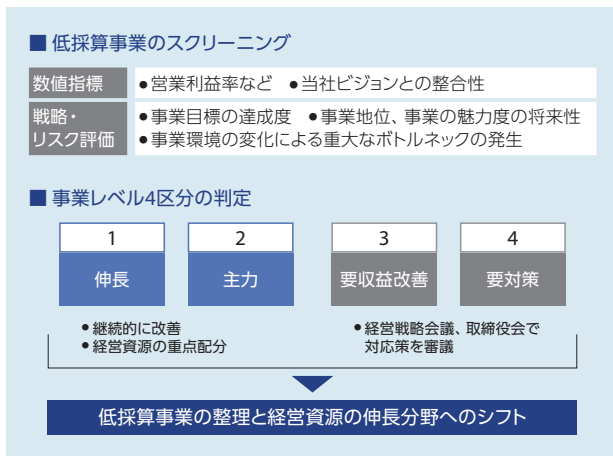 ■ 低採算事業のスクリーニング
数値指標 ●営業利益率など ●当社ビジョンとの整合性
戦略・ ●事業目標の達成度 ●事業地位、事業の魅力度の将来性
リスク評価 ●事業環境の変化による重大なボトルネックの発生
■ 事業レベル4区分の判定
1 2 3 4
伸長 主力 要収益改善 要対策
●継続的に改善
●経営資源の重点配分
●経営戦略会議、取締役会で
対応策を審議
低採算事業の整理と経営資源の伸長分野へのシフト